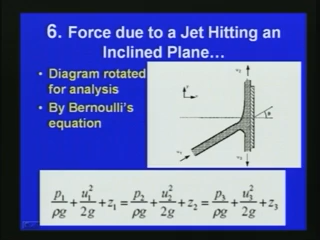 6. Force due to a Jet Hitting an
Inclined Plane…
• Diagram rotated
for analysis
• By Bernoulli's
equation
p₁/ρg + u₁²/2g + z₁ = p₂/ρg + u₂²/2g + z₂ = p₃/ρg + u₃²/2g + z₃